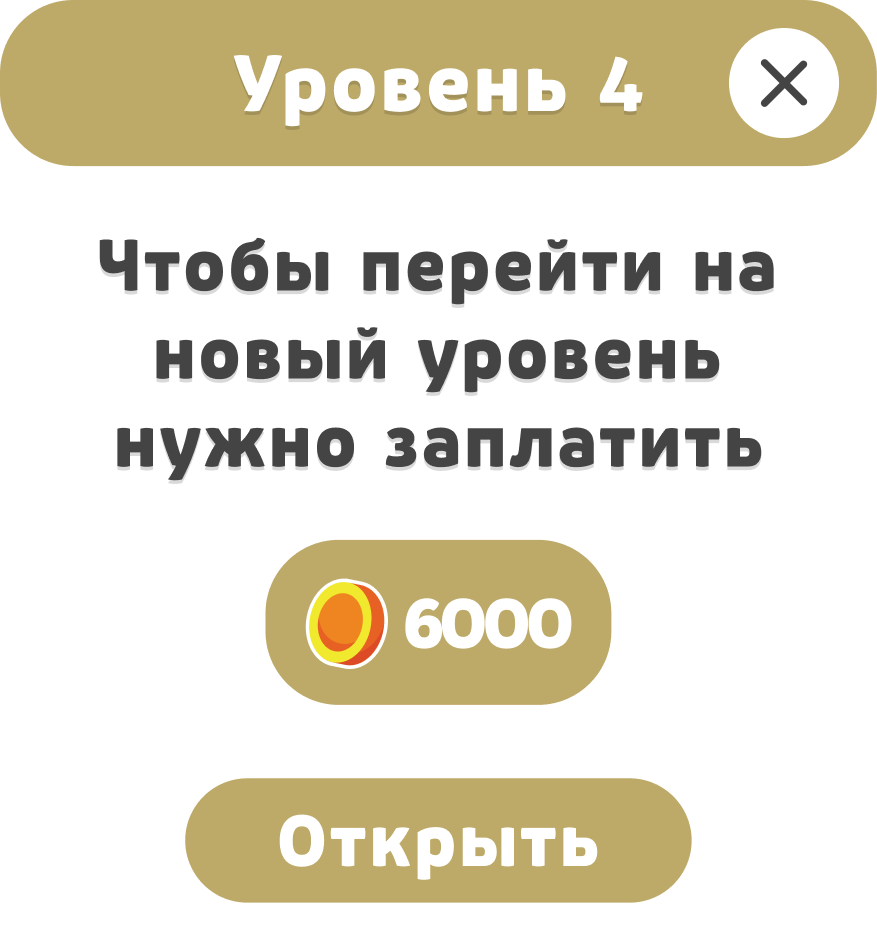 Уровень 4
Чтобы перейти на
новый уровень
нужно заплатить
6000
Открыть